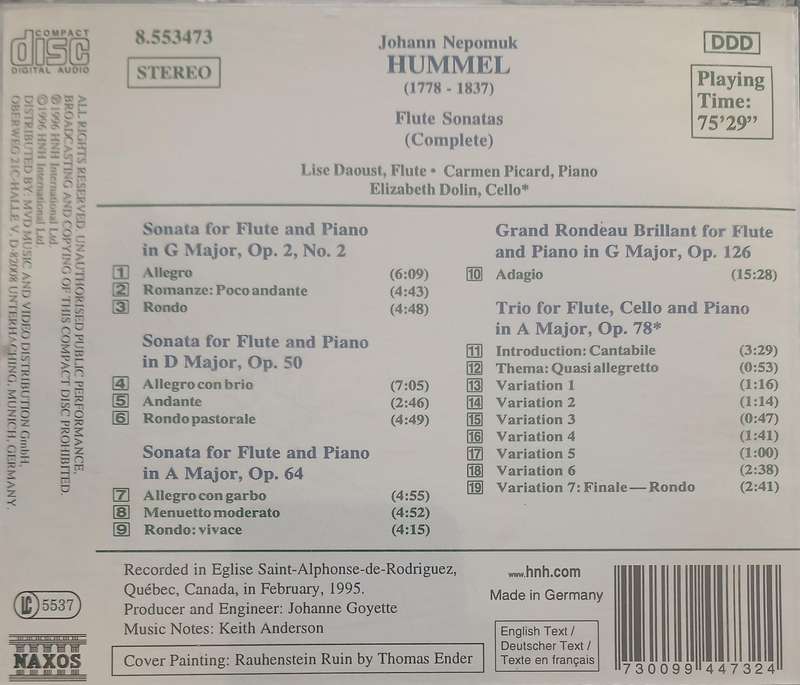 COMPACT
disc
DIGITAL AUDIO
8.553473
STEREO
Johann Nepomuk
HUMMEL
(1778 - 1837)
Flute Sonatas
(Complete)
DDD
Playing
Time:
75'29”
Lise Daoust, Flute • Carmen Picard, Piano
Elizabeth Dolin, Cello*
Sonata for Flute and Piano
in G Major, Op. 2, No. 2
1 Allegro (6:09)
2 Romanze: Poco andante (4:43)
3 Rondo (4:48)
Sonata for Flute and Piano
in D Major, Op. 50
4 Allegro con brio (7:05)
5 Andante (2:46)
6 Rondo pastorale (4:49)
Sonata for Flute and Piano
in A Major, Op. 64
7 Allegro con garbo (4:55)
8 Menuetto moderato (4:52)
9 Rondo: vivace (4:15)
Grand Rondeau Brillant for Flute
and Piano in G Major, Op. 126
10 Adagio (15:28)
Trio for Flute, Cello and Piano
in A Major, Op. 78*
11 Introduction: Cantabile (3:29)
12 Thema: Quasi allegretto (0:53)
13 Variation 1 (1:16)
14 Variation 2 (1:14)
15 Variation 3 (0:47)
16 Variation 4 (1:41)
17 Variation 5 (1:00)
18 Variation 6 (2:38)
19 Variation 7: Finale — Rondo (2:41)
Recorded in Eglise Saint-Alphonse-de-Rodriguez,
Québec, Canada, in February, 1995.
Producer and Engineer: Johanne Goyette
Music Notes: Keith Anderson
Cover Painting: Rauhenstein Ruin by Thomas Ender
www.hnh.com
Made in Germany
English Text /
Deutscher Text /
Texte en français
7 30099 44732 4
ALL RIGHTS RESERVED. UNAUTHORISED PUBLIC PERFORMANCE,
BROADCASTING AND COPYING OF THIS COMPACT DISC PROHIBITED.
℗ 1996 HNH International Ltd.
© 1996 HNH International Ltd.
DISTRIBUTED BY: MVD MUSIC AND VIDEO DISTRIBUTION GmbH,
OBERWEG 21C-HALLE V, D-82008 UNTERHACHING, MUNICH, GERMANY.
LC 5537
NAXOS